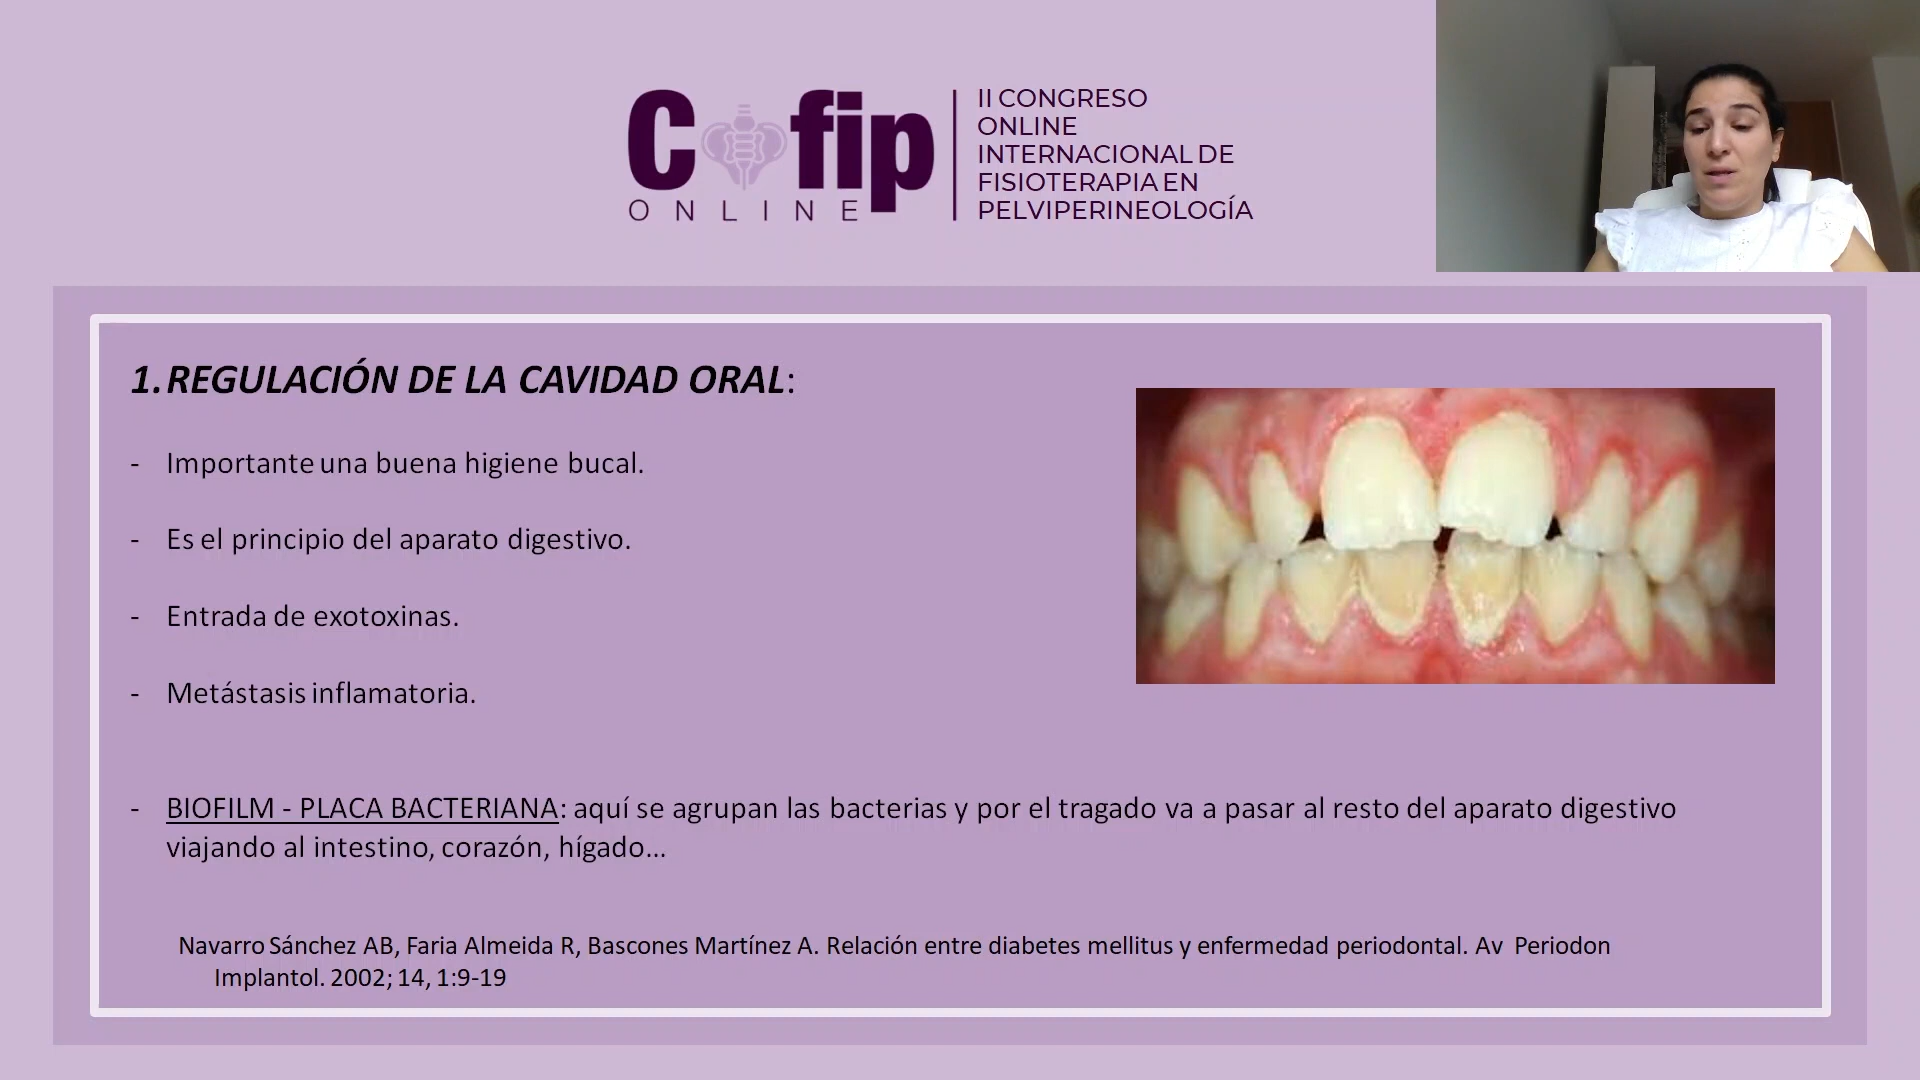 Cofip
ONLINE
II CONGRESO
ONLINE
INTERNACIONAL DE
FISIOTERAPIA EN
PELVIPERINEOLOGÍA
1. REGULACIÓN DE LA CAVIDAD ORAL:
- Importante una buena higiene bucal.
- Es el principio del aparato digestivo.
- Entrada de exotoxinas.
- Metástasis inflamatoria.
- BIOFILM - PLACA BACTERIANA: aquí se agrupan las bacterias y por el tragado va a pasar al resto del aparato digestivo
viajando al intestino, corazón, hígado...
Navarro Sánchez AB, Faria Almeida R, Bascones Martínez A. Relación entre diabetes mellitus y enfermedad periodontal. Av Periodon
Implantol. 2002; 14, 1:9-19